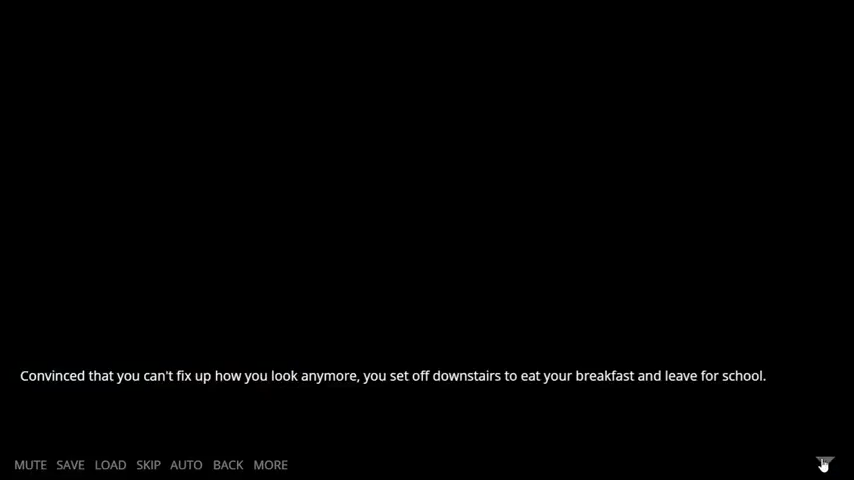 Convinced that you can't fix up how you look anymore, you set off downstairs to eat your breakfast and leave for school.
MUTE SAVE LOAD SKIP AUTO BACK MORE